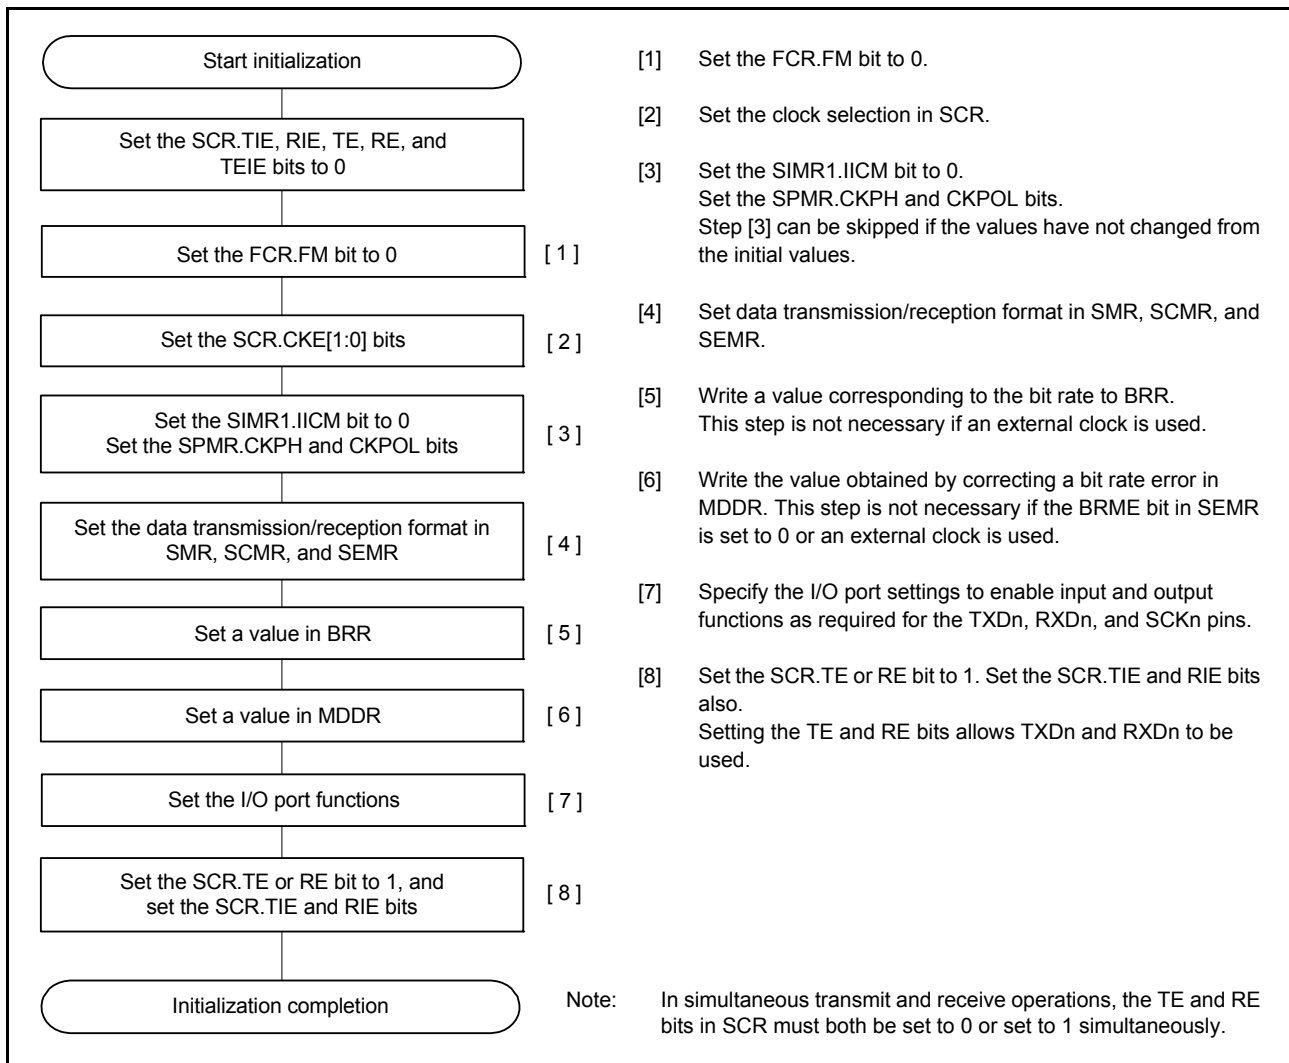 Start initialization
Set the SCR.TIE, RIE, TE, RE, and
TEIE bits to 0
Set the FCR.FM bit to 0
[ 1 ]
Set the SCR.CKE[1:0] bits
[ 2 ]
Set the SIMR1.IICM bit to 0
Set the SPMR.CKPH and CKPOL bits
[ 3 ]
Set the data transmission/reception format in
SMR, SCMR, and SEMR
[ 4 ]
Set a value in BRR
[ 5 ]
Set a value in MDDR
[ 6 ]
Set the I/O port functions
[ 7 ]
Set the SCR.TE or RE bit to 1, and
set the SCR.TIE and RIE bits
[ 8 ]
Initialization completion
[1] Set the FCR.FM bit to 0.
[2] Set the clock selection in SCR.
[3] Set the SIMR1.IICM bit to 0.
Set the SPMR.CKPH and CKPOL bits.
Step [3] can be skipped if the values have not changed from
the initial values.
[4] Set data transmission/reception format in SMR, SCMR, and
SEMR.
[5] Write a value corresponding to the bit rate to BRR.
This step is not necessary if an external clock is used.
[6] Write the value obtained by correcting a bit rate error in
MDDR. This step is not necessary if the BRME bit in SEMR
is set to 0 or an external clock is used.
[7] Specify the I/O port settings to enable input and output
functions as required for the TXDn, RXDn, and SCKn pins.
[8] Set the SCR.TE or RE bit to 1. Set the SCR.TIE and RIE bits
also.
Setting the TE and RE bits allows TXDn and RXDn to be
used.
Note: In simultaneous transmit and receive operations, the TE and RE
bits in SCR must both be set to 0 or set to 1 simultaneously.